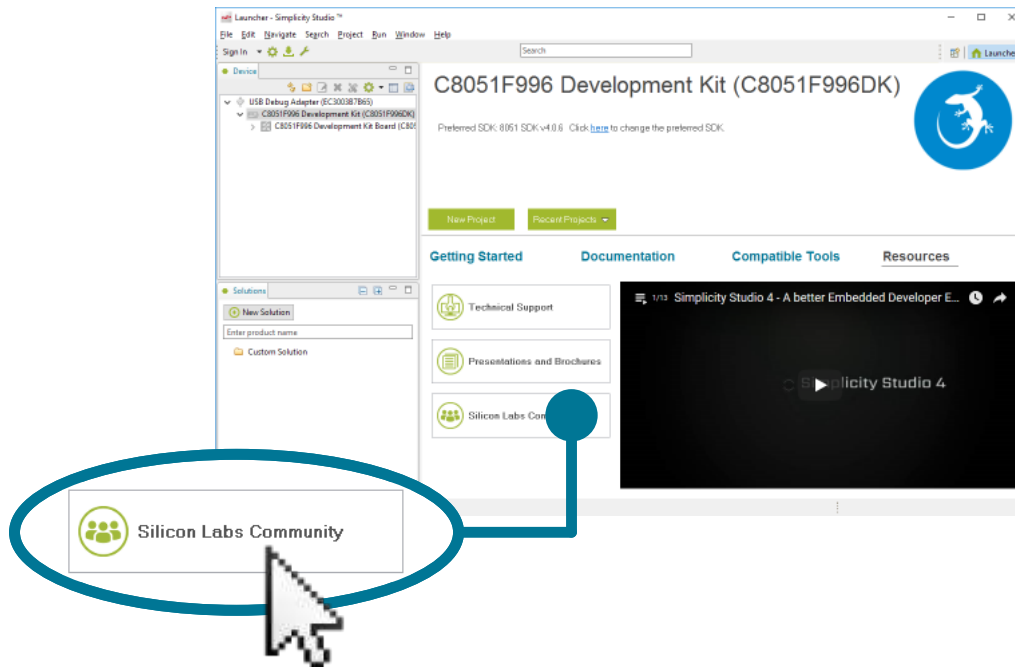 Launcher - Simplicity Studio ™
File Edit Navigate Search Project Run Window Help
Sign In
Search
Launche
Device
USB Debug Adapter (EC300387B65)
C8051F996 Development Kit (C8051F996DK)
C8051F996 Development Kit Board (C805
C8051F996 Development Kit (C8051F996DK)
Preferred SDK: 8051 SDK v4.0.6 Click here to change the preferred SDK.
New Project
Recent Projects
Getting Started
Documentation
Compatible Tools
Resources
Solutions
New Solution
Enter product name
Custom Solution
Technical Support
Presentations and Brochures
Silicon Labs Com
1/13 Simplicity Studio 4 - A better Embedded Developer E...
plicity Studio 4
Silicon Labs Community